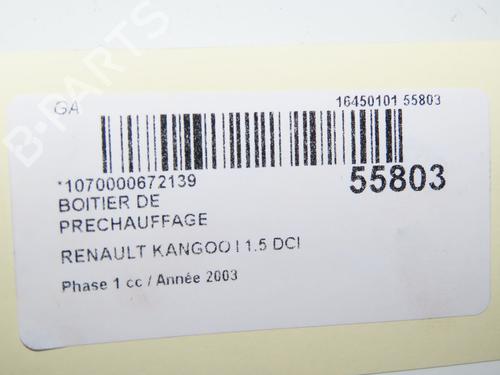 GA
16450101 55803
*1070000672139
55803
BOITIER DE
PRECHAUFFAGE
RENAULT KANGOO I 1.5 DCI
Phase 1 cc / Année 2003
B-PARTS